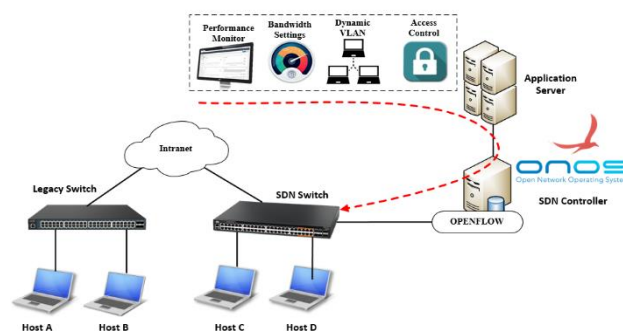 Performance
Monitor
Bandwidth
Settings
Dynamic
VLAN
Access
Control
Application
Server
Intranet
onos
Open Network Operating System
Legacy Switch
SDN Switch
SDN Controller
OPENFLOW
Host A
Host B
Host C
Host D